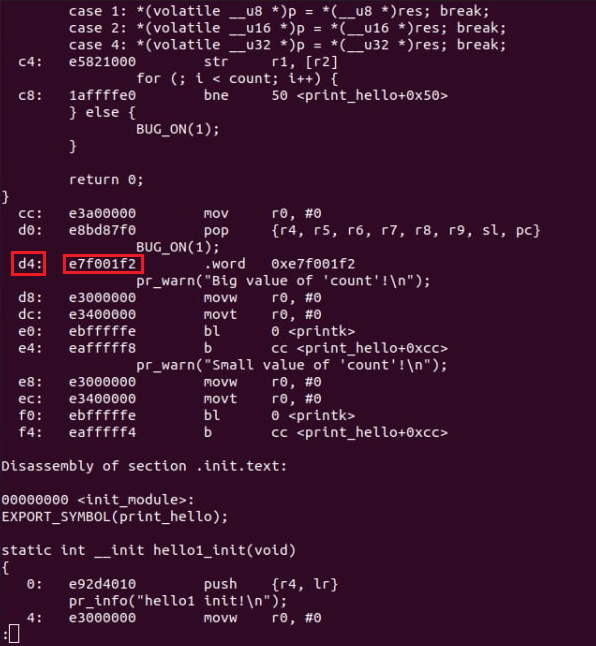 case 1: *(volatile __u8 *)p = *(__u8 *)res; break;
case 2: *(volatile __u16 *)p = *(__u16 *)res; break;
case 4: *(volatile __u32 *)p = *(__u32 *)res; break;
c4: e5821000 str r1, [r2]
for (; i < count; i++) {
c8: 1affffe0 bne 50 <print_hello+0x50>
} else {
BUG_ON(1);
}
return 0;
}
cc: e3a00000 mov r0, #0
d0: e8bd87f0 pop {r4, r5, r6, r7, r8, r9, sl, pc}
BUG_ON(1);
d4: e7f001f2 .word 0xe7f001f2
pr_warn("Big value of 'count'!\n");
d8: e3000000 movw r0, #0
dc: e3400000 movt r0, #0
e0: ebfffffe bl 0 <printk>
e4: eafffff8 b cc <print_hello+0xcc>
pr_warn("Small value of 'count'!\n");
e8: e3000000 movw r0, #0
ec: e3400000 movt r0, #0
f0: ebfffffe bl 0 <printk>
f4: eafffff4 b cc <print_hello+0xcc>
Disassembly of section .init.text:
00000000 <init_module>:
EXPORT_SYMBOL(print_hello);
static int __init hello1_init(void)
{
0: e92d4010 push {r4, lr}
pr_info("hello1 init!\n");
4: e3000000 movw r0, #0
: